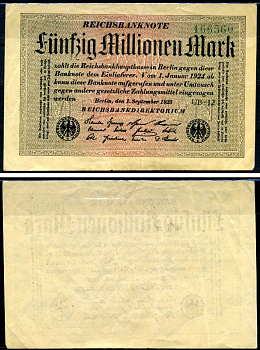 REICHSBANKNOTE
166560
Fünfzig Millionen Mark
zahlt die Reichsbankhauptkasse in Berlin gegen diese
Banknote dem Einlieferer. Vom 1. Januar 1924 ab
kann diese Banknote aufgerufen und unter Umtausch
gegen andere gesetzliche Zahlungsmittel eingezogen
werden
Berlin, den 1. September 1923
REICHSBANKDIREKTORIUM